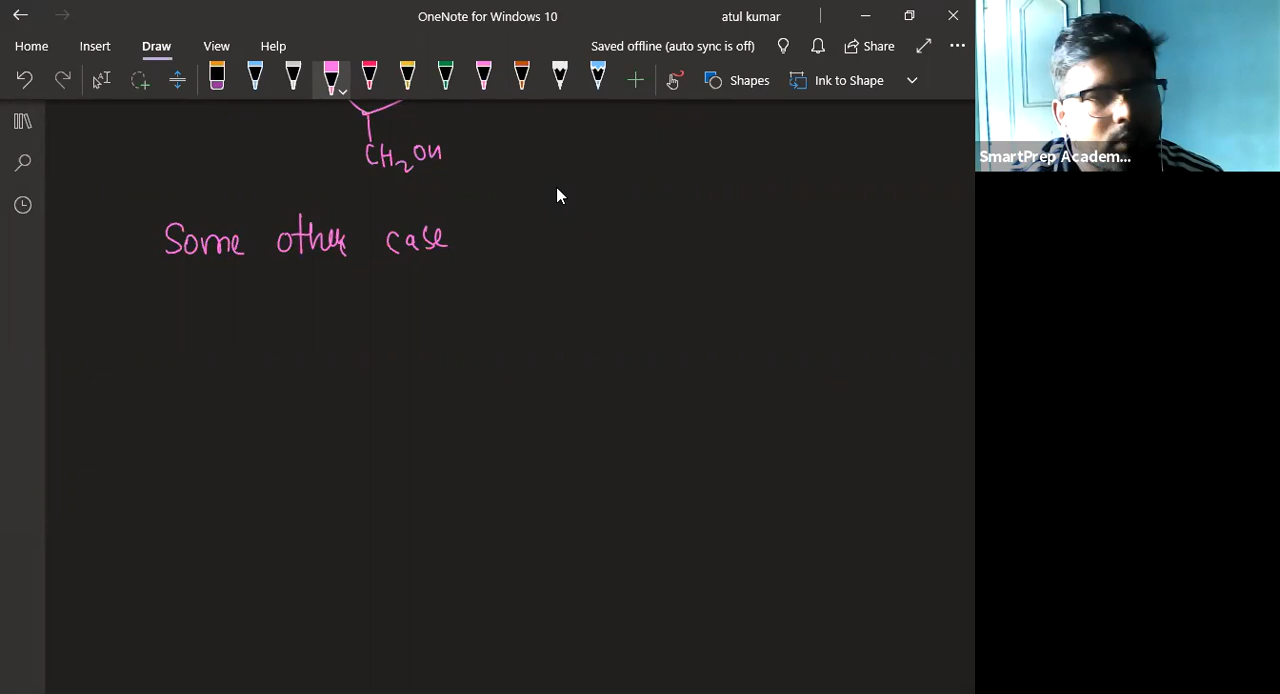 OneNote for Windows 10
atul kumar
Home Insert Draw View Help
Saved offline (auto sync is off)
Share
Shapes
Ink to Shape
SmartPrep Academ...
CH2OH
Some other case